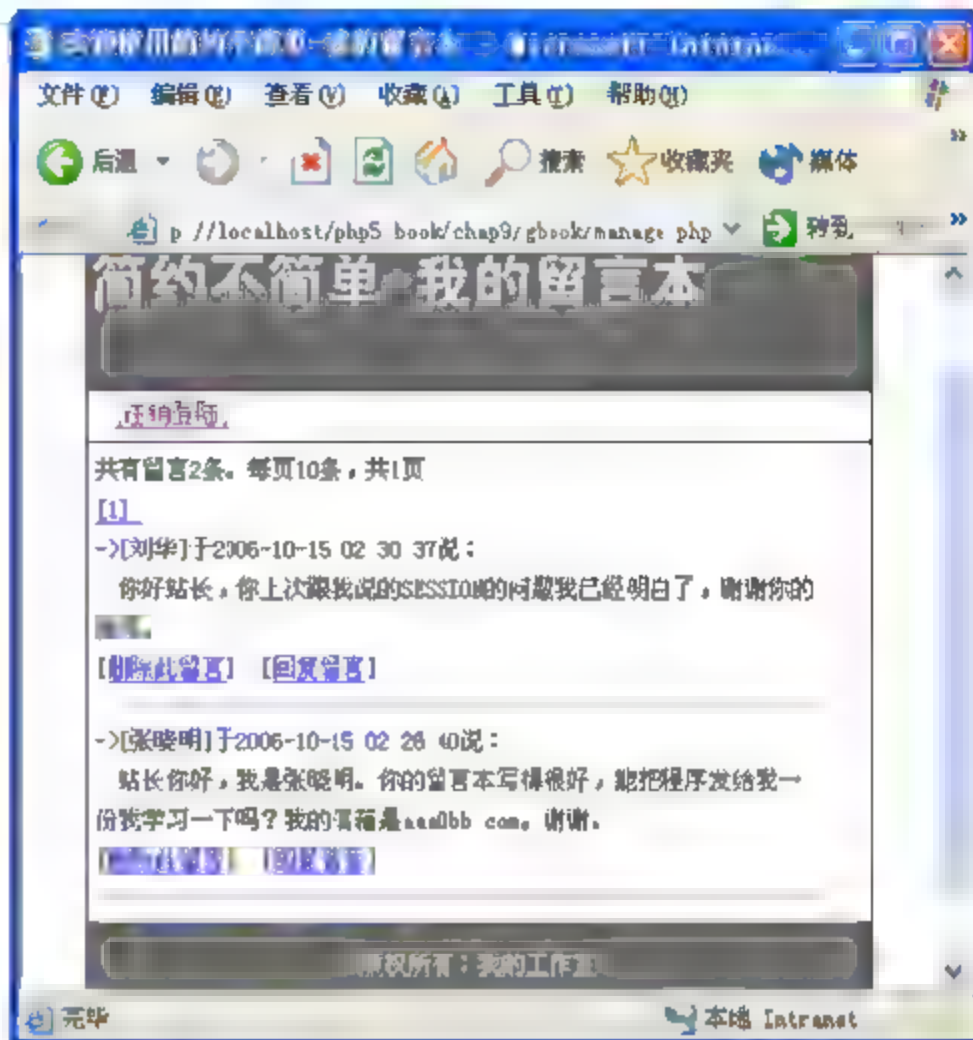 Microsoft Internet
文件(F) 编辑(E) 查看(V) 收藏(A) 工具(T) 帮助(H)
后退 搜索 收藏夹 媒体
p //localhost/php5 book/chap9/gbook/manage php 转到
简约不简单 我的留言本
共有留言2条。每页10条，共1页
[1]
->[刘华]于2006-10-15 02 30 37说：
你好站长，你上次跟我说的SESSION的问题我已经明白了，谢谢你的
[删除此留言] [回复留言]
->[张晓明]于2006-10-15 02 26 40说：
站长你好，我是张晓明。你的留言本写得很好，能把程序发给我一
份我学习一下吗？我的信箱是 com。谢谢。
版权所有：我的工作室
完毕 本地 Intranet